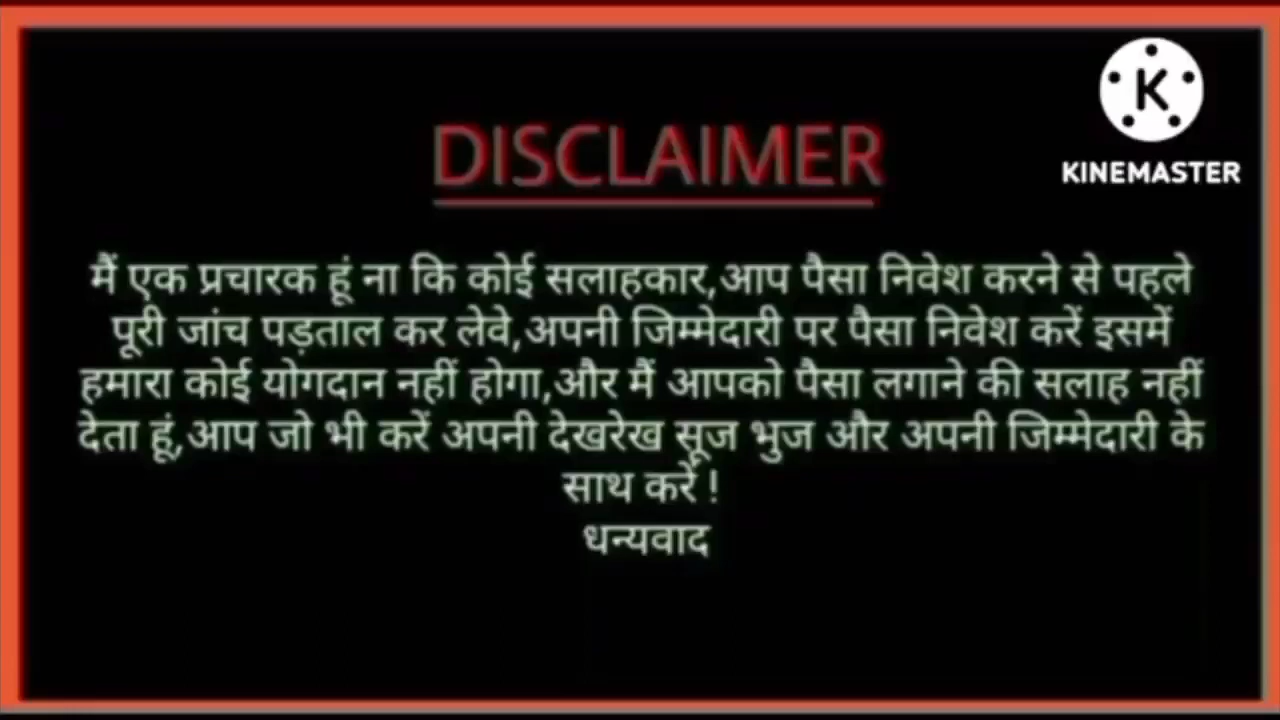 K
KINEMASTER
DISCLAIMER
मैं एक प्रचारक हूं ना कि कोई सलाहकार,आप पैसा निवेश करने से पहले
पूरी जांच पड़ताल कर लेवे,अपनी जिम्मेदारी पर पैसा निवेश करें इसमें
हमारा कोई योगदान नहीं होगा,और मैं आपको पैसा लगाने की सलाह नहीं
देता हूं,आप जो भी करें अपनी देखरेख सूज भुज और अपनी जिम्मेदारी के
साथ करें !
धन्यवाद